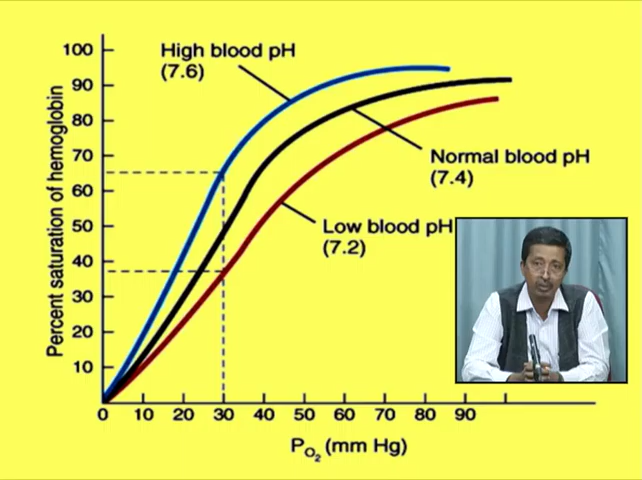 High blood pH
(7.6)
Normal blood pH
(7.4)
Low blood pH
(7.2)
Percent saturation of hemoglobin
100
90
80
70
60
50
40
30
20
10
0 10 20 30 40 50 60 70 80 90
PO2 (mm Hg)